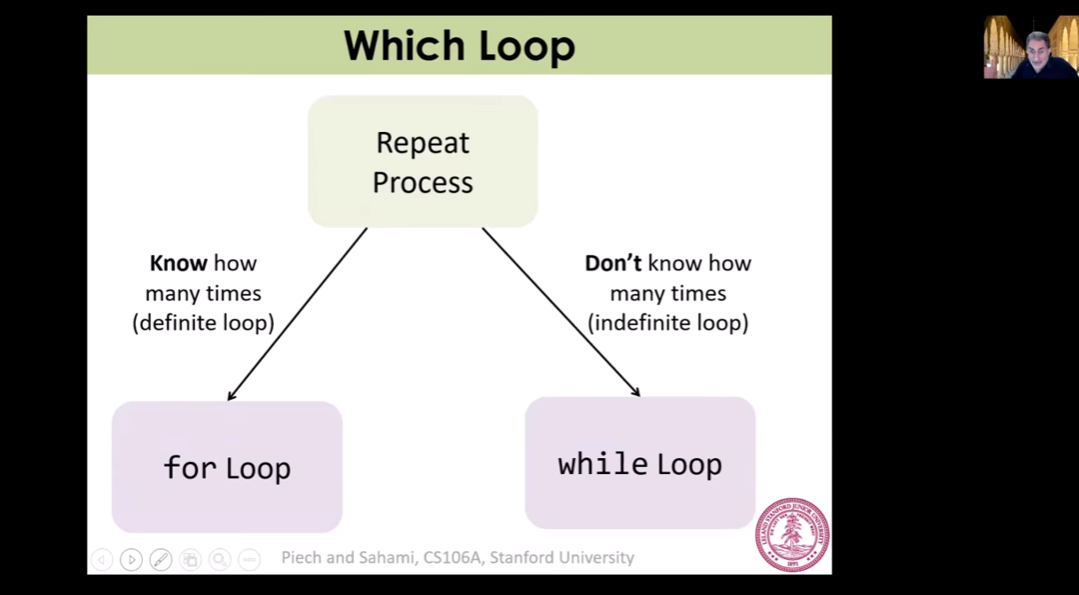 Which Loop
Repeat
Process
Know how
many times
(definite loop)
Don't know how
many times
(indefinite loop)
for Loop
while Loop
Piech and Sahami, CS106A, Stanford University